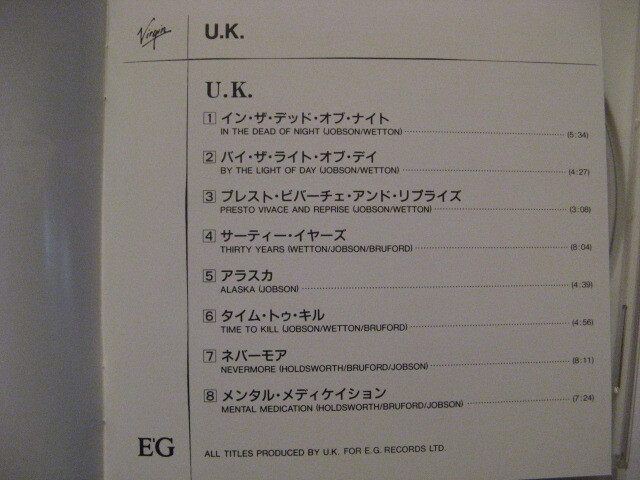 Virgin
U.K.
U.K.
1 イン・ザ・デッド・オブ・ナイト
IN THE DEAD OF NIGHT (JOBSON/WETTON) (5:34)
2 バイ・ザ・ライト・オブ・デイ
BY THE LIGHT OF DAY (JOBSON/WETTON) (4:27)
3 プレスト・ビバーチェ・アンド・リプライズ
PRESTO VIVACE AND REPRISE (JOBSON/WETTON) (3:08)
4 サーティー・イヤーズ
THIRTY YEARS (WETTON/JOBSON/BRUFORD) (8:04)
5 アラスカ
ALASKA (JOBSON) (4:39)
6 タイム・トゥ・キル
TIME TO KILL (JOBSON/WETTON/BRUFORD) (4:56)
7 ネバーモア
NEVERMORE (HOLDSWORTH/BRUFORD/JOBSON) (8:11)
8 メンタル・メディケイション
MENTAL MEDICATION (HOLDSWORTH/BRUFORD/JOBSON) (7:24)
E'G
ALL TITLES PRODUCED BY U.K. FOR E.G. RECORDS LTD.